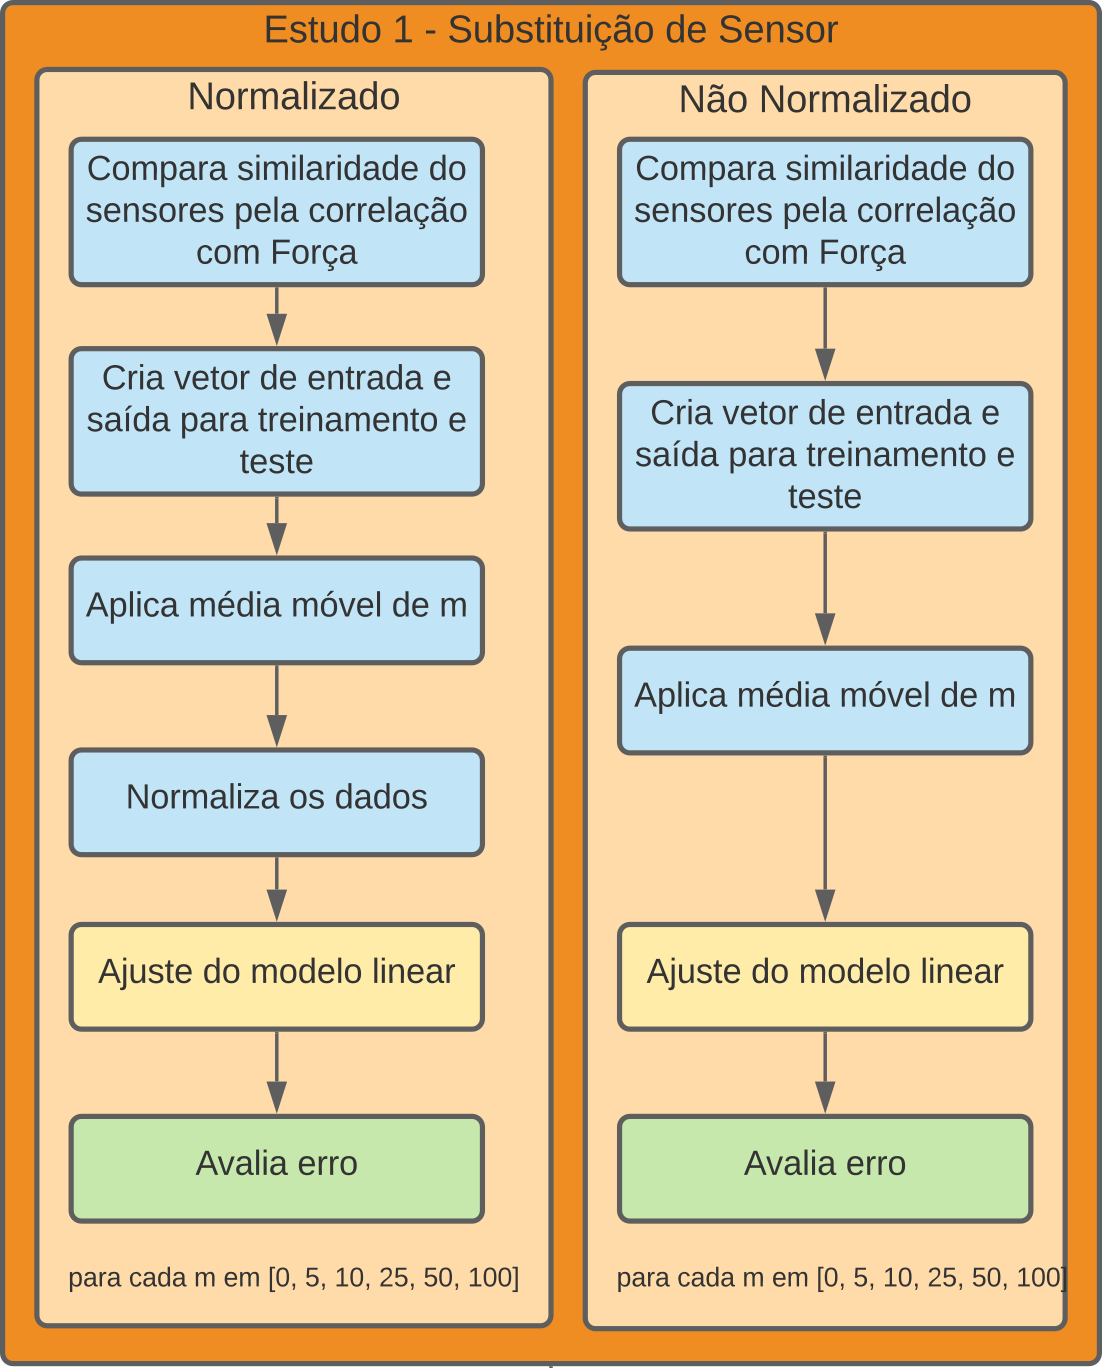 Estudo 1 - Substituição de Sensor
Normalizado
Compara similaridade do
sensores pela correlação
com Força
Cria vetor de entrada e
saída para treinamento e
teste
Aplica média móvel de m
Normaliza os dados
Ajuste do modelo linear
Avalia erro
para cada m em [0, 5, 10, 25, 50, 100]
Não Normalizado
Compara similaridade do
sensores pela correlação
com Força
Cria vetor de entrada e
saída para treinamento e
teste
Aplica média móvel de m
Ajuste do modelo linear
Avalia erro
para cada m em [0, 5, 10, 25, 50, 100]